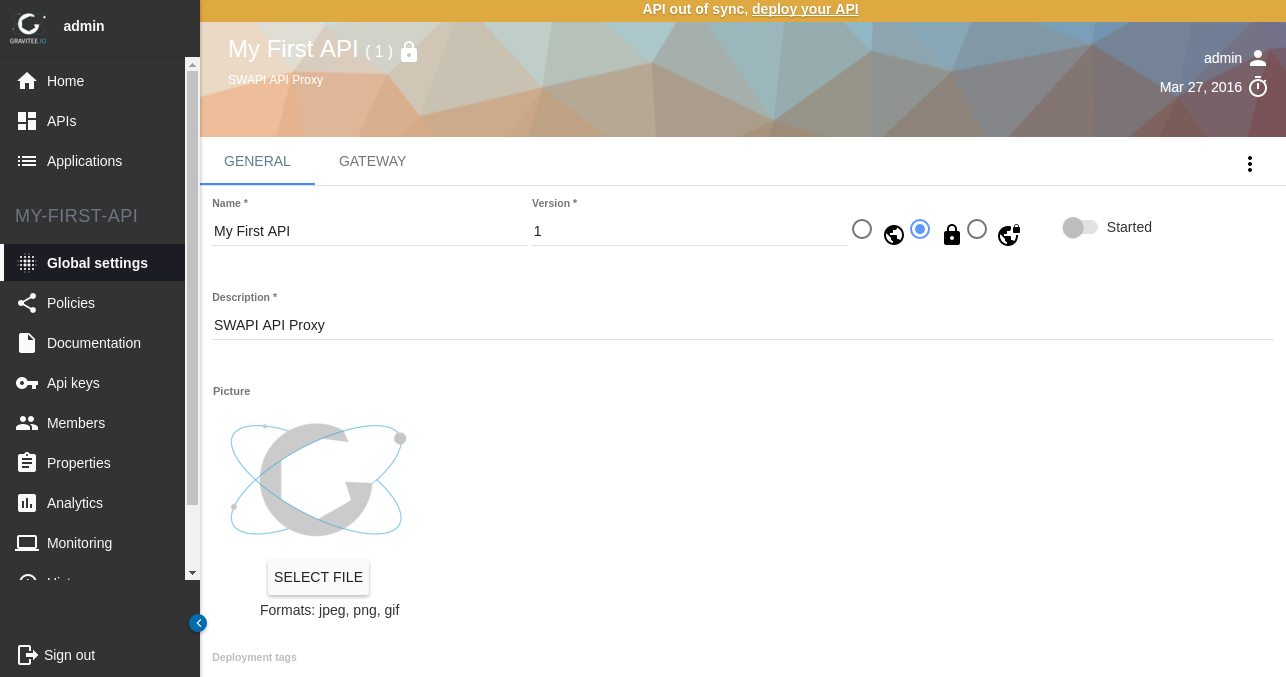 API out of sync, deploy your API
GRAVITEE.IO
admin
My First API ( 1 )
SWAPI API Proxy
admin
Mar 27, 2016
Home
APIs
Applications
MY-FIRST-API
Global settings
Policies
Documentation
Api keys
Members
Properties
Analytics
Monitoring
Sign out
GENERAL
GATEWAY
Name *
My First API
Version *
1
Started
Description *
SWAPI API Proxy
Picture
SELECT FILE
Formats: jpeg, png, gif
Deployment tags